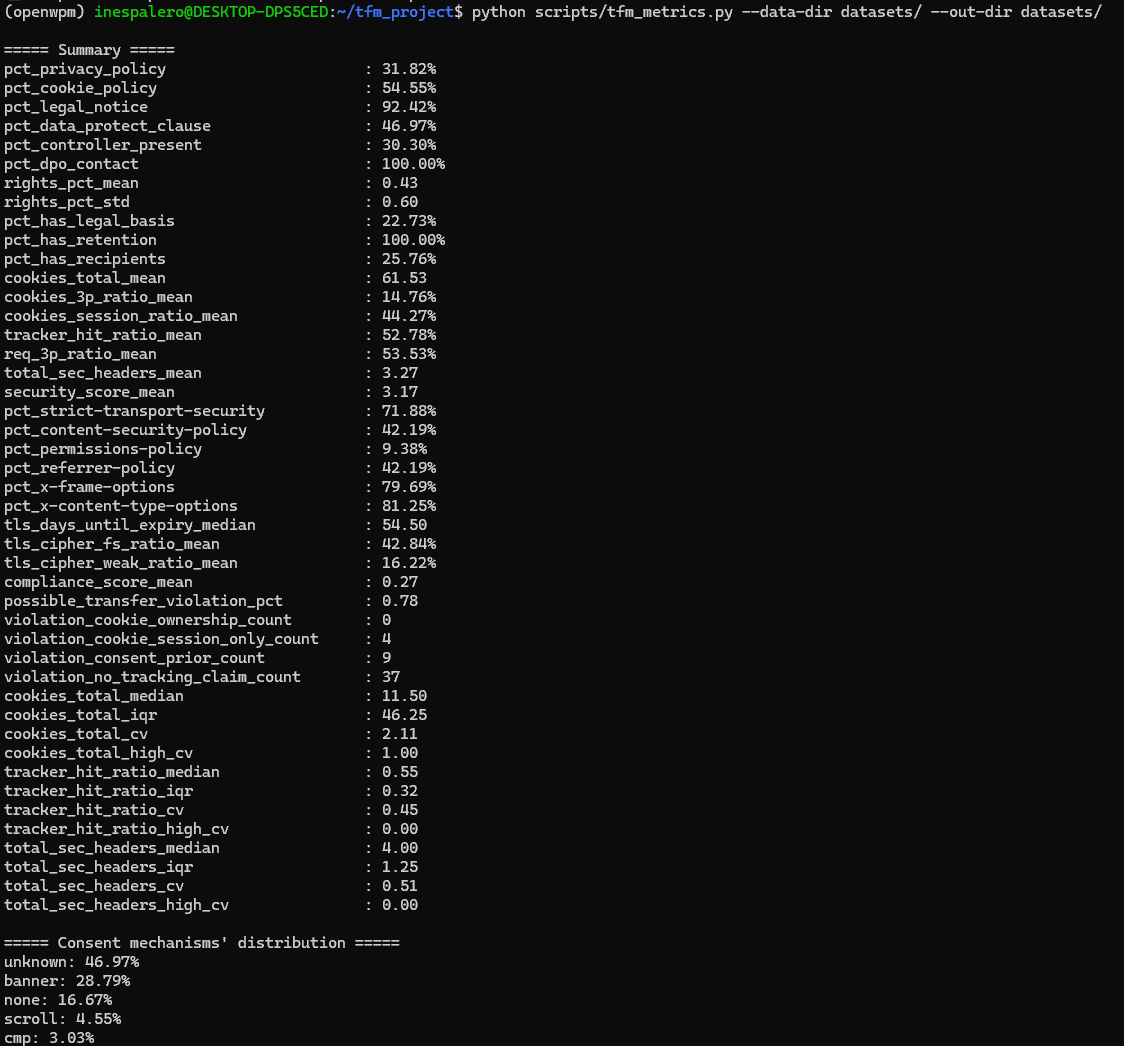 (openwpm) inespalero@DESKTOP-DPS5CED:~/tfm_project$ python scripts/tfm_metrics.py --data-dir datasets/ --out-dir datasets/
===== Summary =====
pct_privacy_policy : 31.82%
pct_cookie_policy : 54.55%
pct_legal_notice : 92.42%
pct_data_protect_clause : 46.97%
pct_controller_present : 30.30%
pct_dpo_contact : 100.00%
rights_pct_mean : 0.43
rights_pct_std : 0.60
pct_has_legal_basis : 22.73%
pct_has_retention : 100.00%
pct_has_recipients : 25.76%
cookies_total_mean : 61.53
cookies_3p_ratio_mean : 14.76%
cookies_session_ratio_mean : 44.27%
tracker_hit_ratio_mean : 52.78%
req_3p_ratio_mean : 53.53%
total_sec_headers_mean : 3.27
security_score_mean : 3.17
pct_strict-transport-security : 71.88%
pct_content-security-policy : 42.19%
pct_permissions-policy : 9.38%
pct_referrer-policy : 42.19%
pct_x-frame-options : 79.69%
pct_x-content-type-options : 81.25%
tls_days_until_expiry_median : 54.50
tls_cipher_fs_ratio_mean : 42.84%
tls_cipher_weak_ratio_mean : 16.22%
compliance_score_mean : 0.27
possible_transfer_violation_pct : 0.78
violation_cookie_ownership_count : 0
violation_cookie_session_only_count : 4
violation_consent_prior_count : 9
violation_no_tracking_claim_count : 37
cookies_total_median : 11.50
cookies_total_iqr : 46.25
cookies_total_cv : 2.11
cookies_total_high_cv : 1.00
tracker_hit_ratio_median : 0.55
tracker_hit_ratio_iqr : 0.32
tracker_hit_ratio_cv : 0.45
tracker_hit_ratio_high_cv : 0.00
total_sec_headers_median : 4.00
total_sec_headers_iqr : 1.25
total_sec_headers_cv : 0.51
total_sec_headers_high_cv : 0.00
===== Consent mechanisms' distribution =====
unknown: 46.97%
banner: 28.79%
none: 16.67%
scroll: 4.55%
cmp: 3.03%